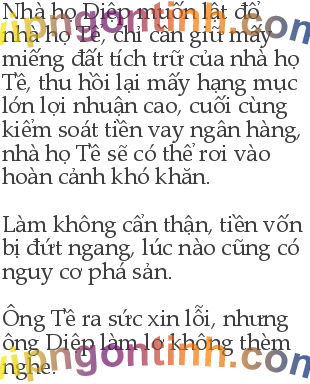 Nhà họ Diệp muốn lật đổ
nhà họ Tề, chỉ cần giữ mấy
miếng đất tích trữ của nhà họ
Tề, thu hồi lại mấy hạng mục
lớn lợi nhuận cao, cuối cùng
kiểm soát tiền vay ngân hàng,
nhà họ Tề sẽ có thể rơi vào
hoàn cảnh khó khăn.
Làm không cẩn thận, tiền vốn
bị đứt ngang, lúc nào cũng có
nguy cơ phá sản.
Ông Tề ra sức xin lỗi, nhưng
ông Diệp làm lơ không thèm
nghe.
vipngontinh.com